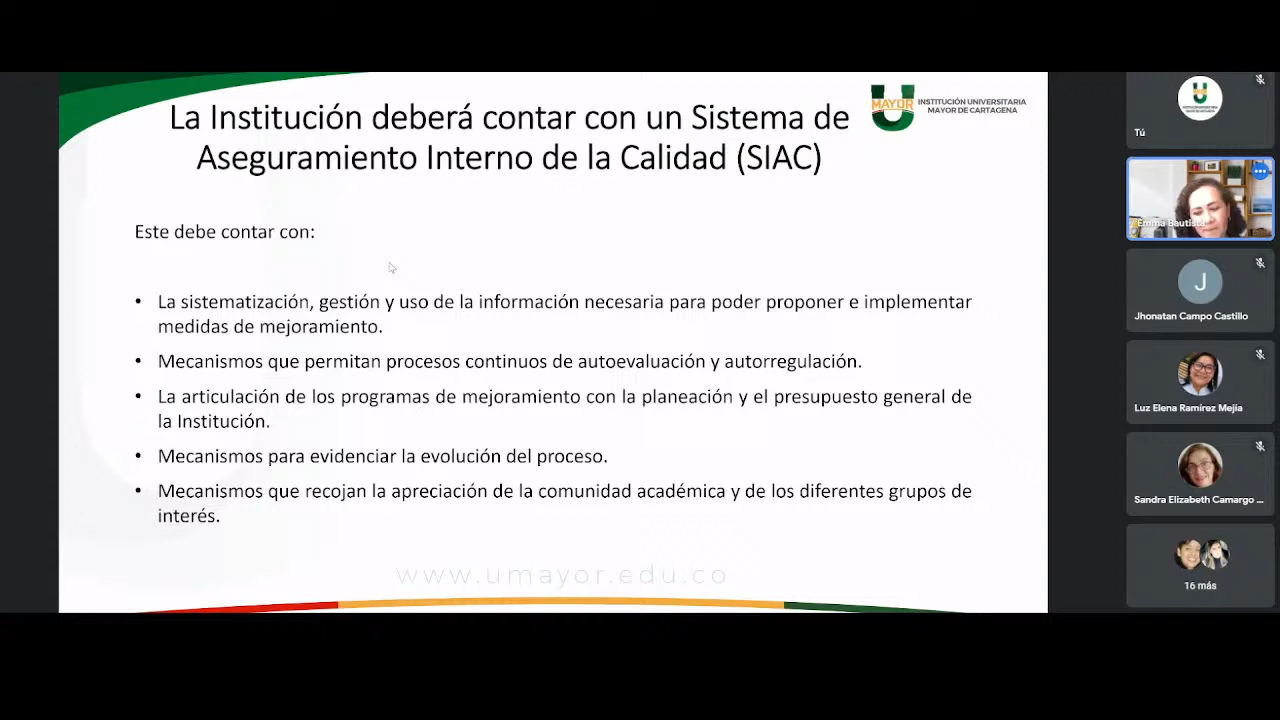 La Institución deberá contar con un Sistema de
Aseguramiento Interno de la Calidad (SIAC)
MAYOR
INSTITUCIÓN UNIVERSITARIA
MAYOR DE CARTAGENA
Este debe contar con:
• La sistematización, gestión y uso de la información necesaria para poder proponer e implementar
medidas de mejoramiento.
• Mecanismos que permitan procesos continuos de autoevaluación y autorregulación.
• La articulación de los programas de mejoramiento con la planeación y el presupuesto general de
la Institución.
• Mecanismos para evidenciar la evolución del proceso.
• Mecanismos que recojan la apreciación de la comunidad académica y de los diferentes grupos de
interés.
www.umayor.edu.co
Tú
Emma Bautista
J
Jhonatan Campo Castillo
Luz Elena Ramirez Mejía
Sandra Elizabeth Camargo ...
16 más